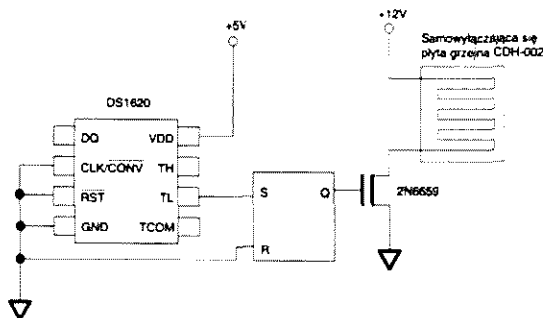 +12V
+5V
Samowyłączająca się
płyta grzejna CDH-002
DS1620
DQ VDD
CLK/CONV TH
RST TL
GND TCOM
S Q
R
2N6659